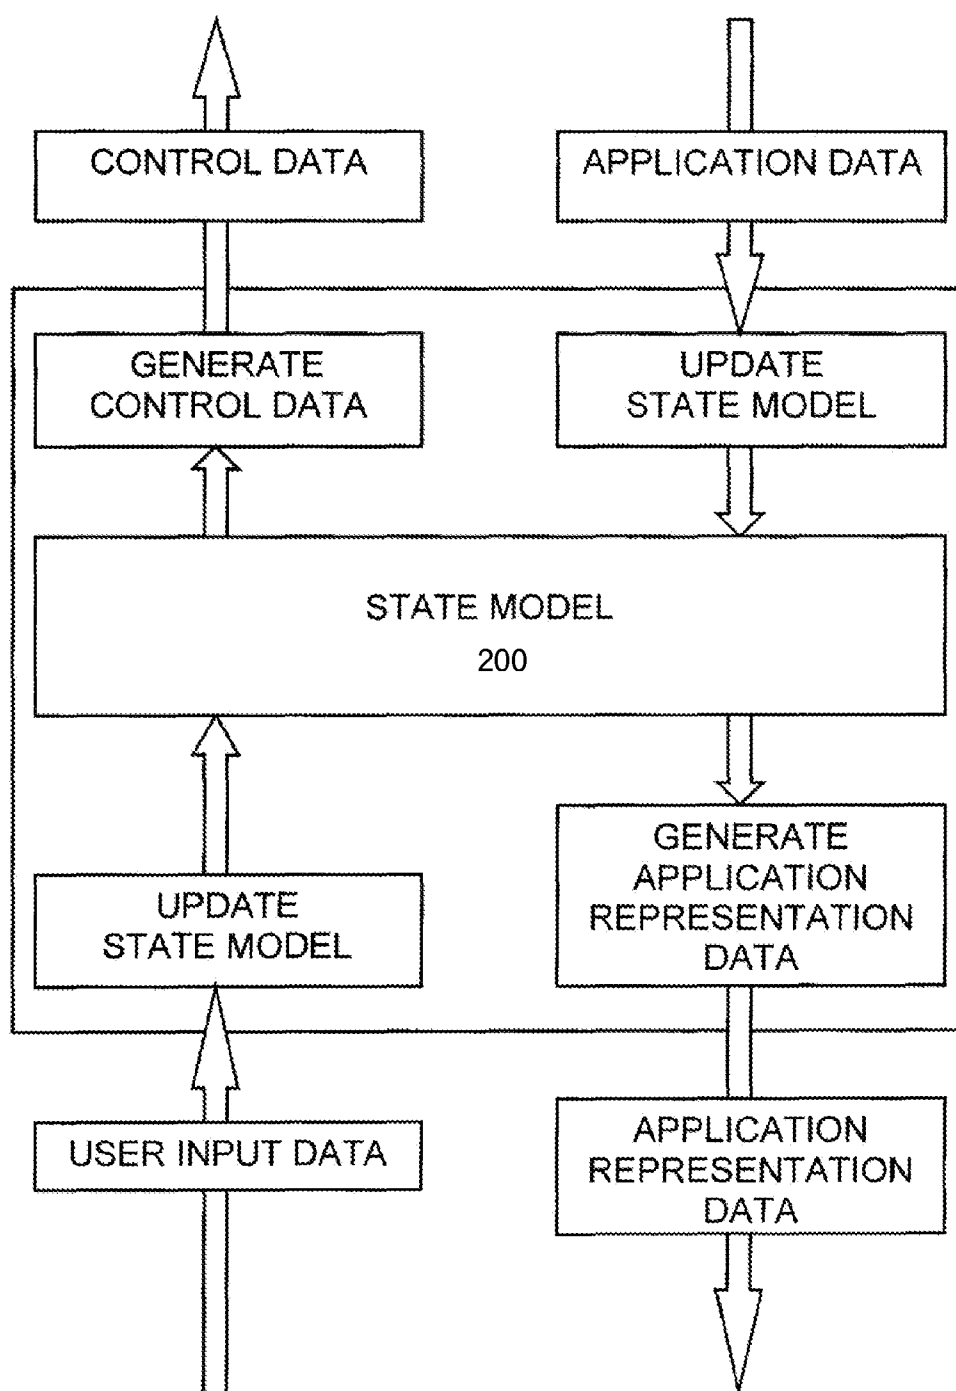 CONTROL DATA
APPLICATION DATA
GENERATE
CONTROL DATA
UPDATE
STATE MODEL
STATE MODEL
200
UPDATE
STATE MODEL
GENERATE
APPLICATION
REPRESENTATION
DATA
USER INPUT DATA
APPLICATION
REPRESENTATION
DATA